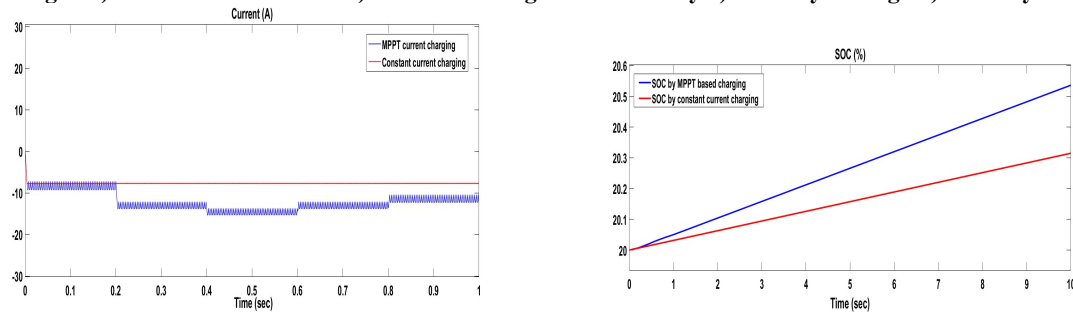 Current (A)
MPPT current charging
Constant current charging
30
20
10
0
-10
-20
-30
0 0.1 0.2 0.3 0.4 0.5 0.6 0.7 0.8 0.9 1
Time (sec)
SOC (%)
SOC by MPPT based charging
SOC by constant current charging
20.6
20.5
20.4
20.3
20.2
20.1
20
0 1 2 3 4 5 6 7 8 9 10
Time (sec)